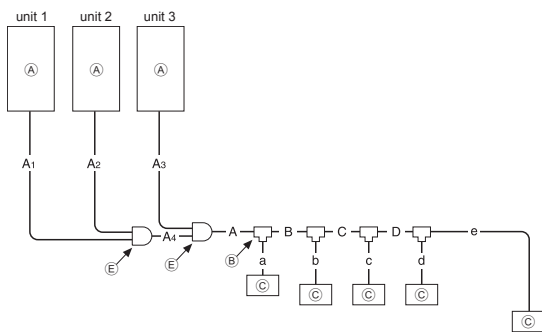 unit 1 unit 2 unit 3
Ⓐ Ⓐ Ⓐ
A1 A2 A3
A4 A B C D e
Ⓔ Ⓔ Ⓑ a b c d
Ⓒ Ⓒ Ⓒ Ⓒ
Ⓒ